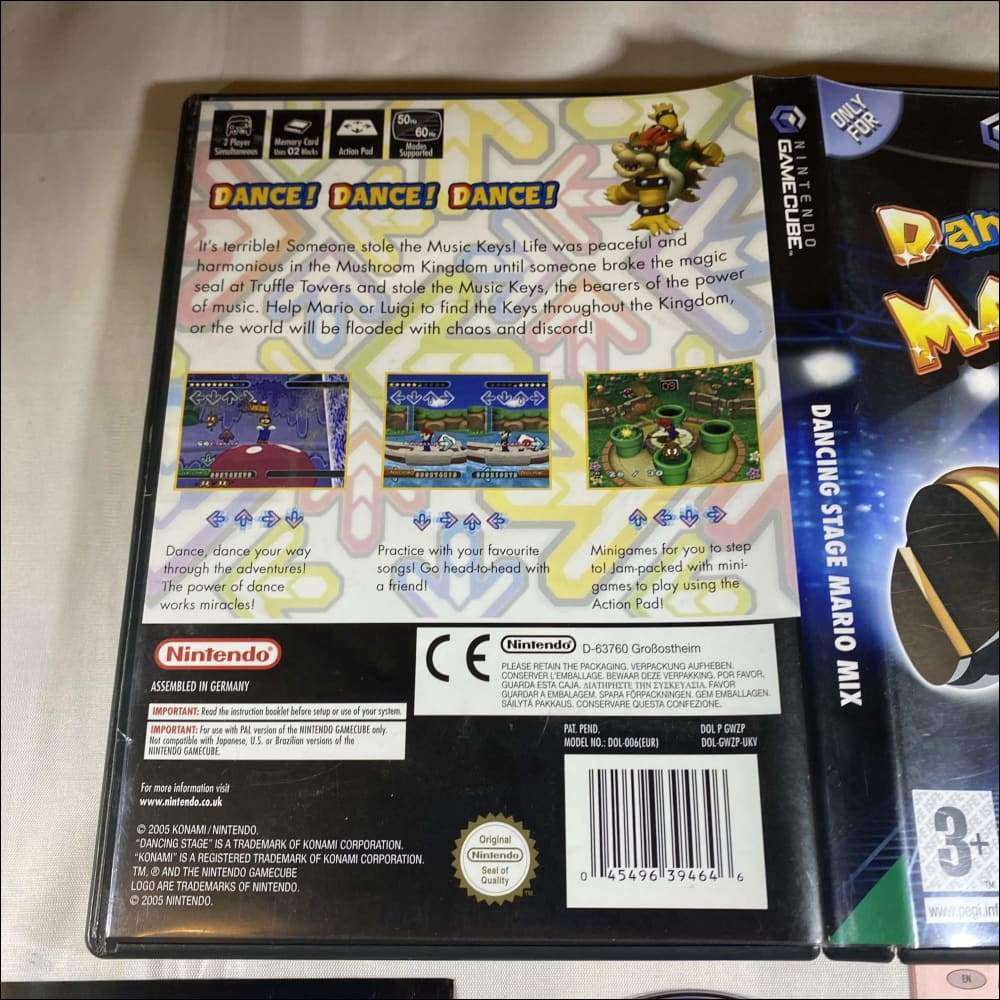 2 Player
Simultaneous
Memory Card
Uses 02 Blocks
Action Pad
50Hz
60Hz
Modes
Supported
DANCE! DANCE! DANCE!
It's terrible! Someone stole the Music Keys! Life was peaceful and
harmonious in the Mushroom Kingdom until someone broke the magic
seal at Truffle Towers and stole the Music Keys, the bearers of the power
of music. Help Mario or Luigi to find the Keys throughout the Kingdom,
or the world will be flooded with chaos and discord!
Dance, dance your way
through the adventures!
The power of dance
works miracles!
Practice with your favourite
songs! Go head-to-head with
a friend!
Minigames for you to step
to! Jam-packed with mini-
games to play using the
Action Pad!
Nintendo®
ASSEMBLED IN GERMANY
IMPORTANT: Read the instruction booklet before setup or use of your system.
IMPORTANT: For use with PAL version of the NINTENDO GAMECUBE only.
Not compatible with Japanese, U.S. or Brazilian versions of the
NINTENDO GAMECUBE.
CE
Nintendo® D-63760 Großostheim
PLEASE RETAIN THE PACKAGING. VERPACKUNG AUFHEBEN.
CONSERVER L'EMBALLAGE. BEWAAR DEZE VERPAKKING. POR FAVOR,
GUARDA ESTA CAJA. ΔΙΑΤΗΡΗΣΤΕ ΤΗΝ ΣΥΣΚΕΥΑΣΙΑ. FAVOR
GUARDAR A EMBALAGEM. SPARA FÖRPACKNINGEN. GEM EMBALLAGEN.
SÄILYTÄ PAKKAUS. CONSERVARE QUESTA CONFEZIONE.
PAT. PEND.
MODEL NO.: DOL-006(EUR)
DOL P GWZP
DOL-GWZP-UKV
For more information visit
www.nintendo.co.uk
© 2005 KONAMI/NINTENDO.
"DANCING STAGE" IS A TRADEMARK OF KONAMI CORPORATION.
"KONAMI" IS A REGISTERED TRADEMARK OF KONAMI CORPORATION.
TM, ® AND THE NINTENDO GAMECUBE
LOGO ARE TRADEMARKS OF NINTENDO.
© 2005 NINTENDO.
Original
Nintendo
Seal of
Quality
0 45496 39464 6
NINTENDO
GAMECUBE™
DANCING STAGE MARIO MIX
ONLY
FOR
Dan
MA
3+
TM
www.pegi.inf
EN